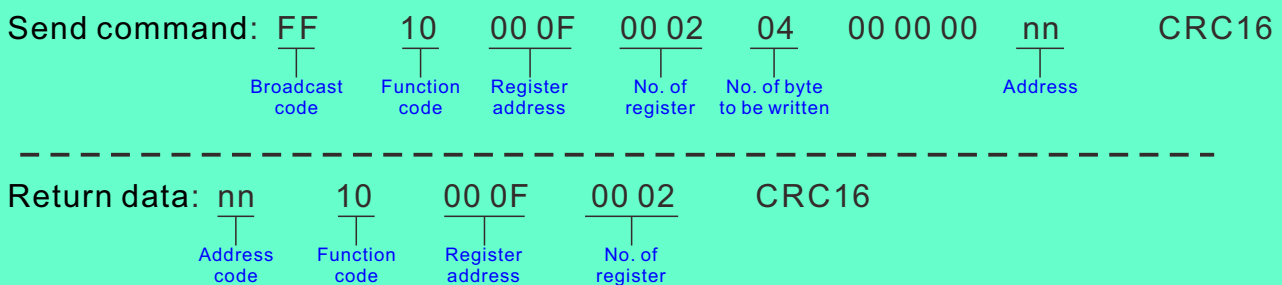 Send command: FF 10 00 0F 00 02 04 00 00 00 nn CRC16
Broadcast Function Register No. of No. of byte Address
code code address register to be written
Return data: nn 10 00 0F 00 02 CRC16
Address Function Register No. of
code code address register